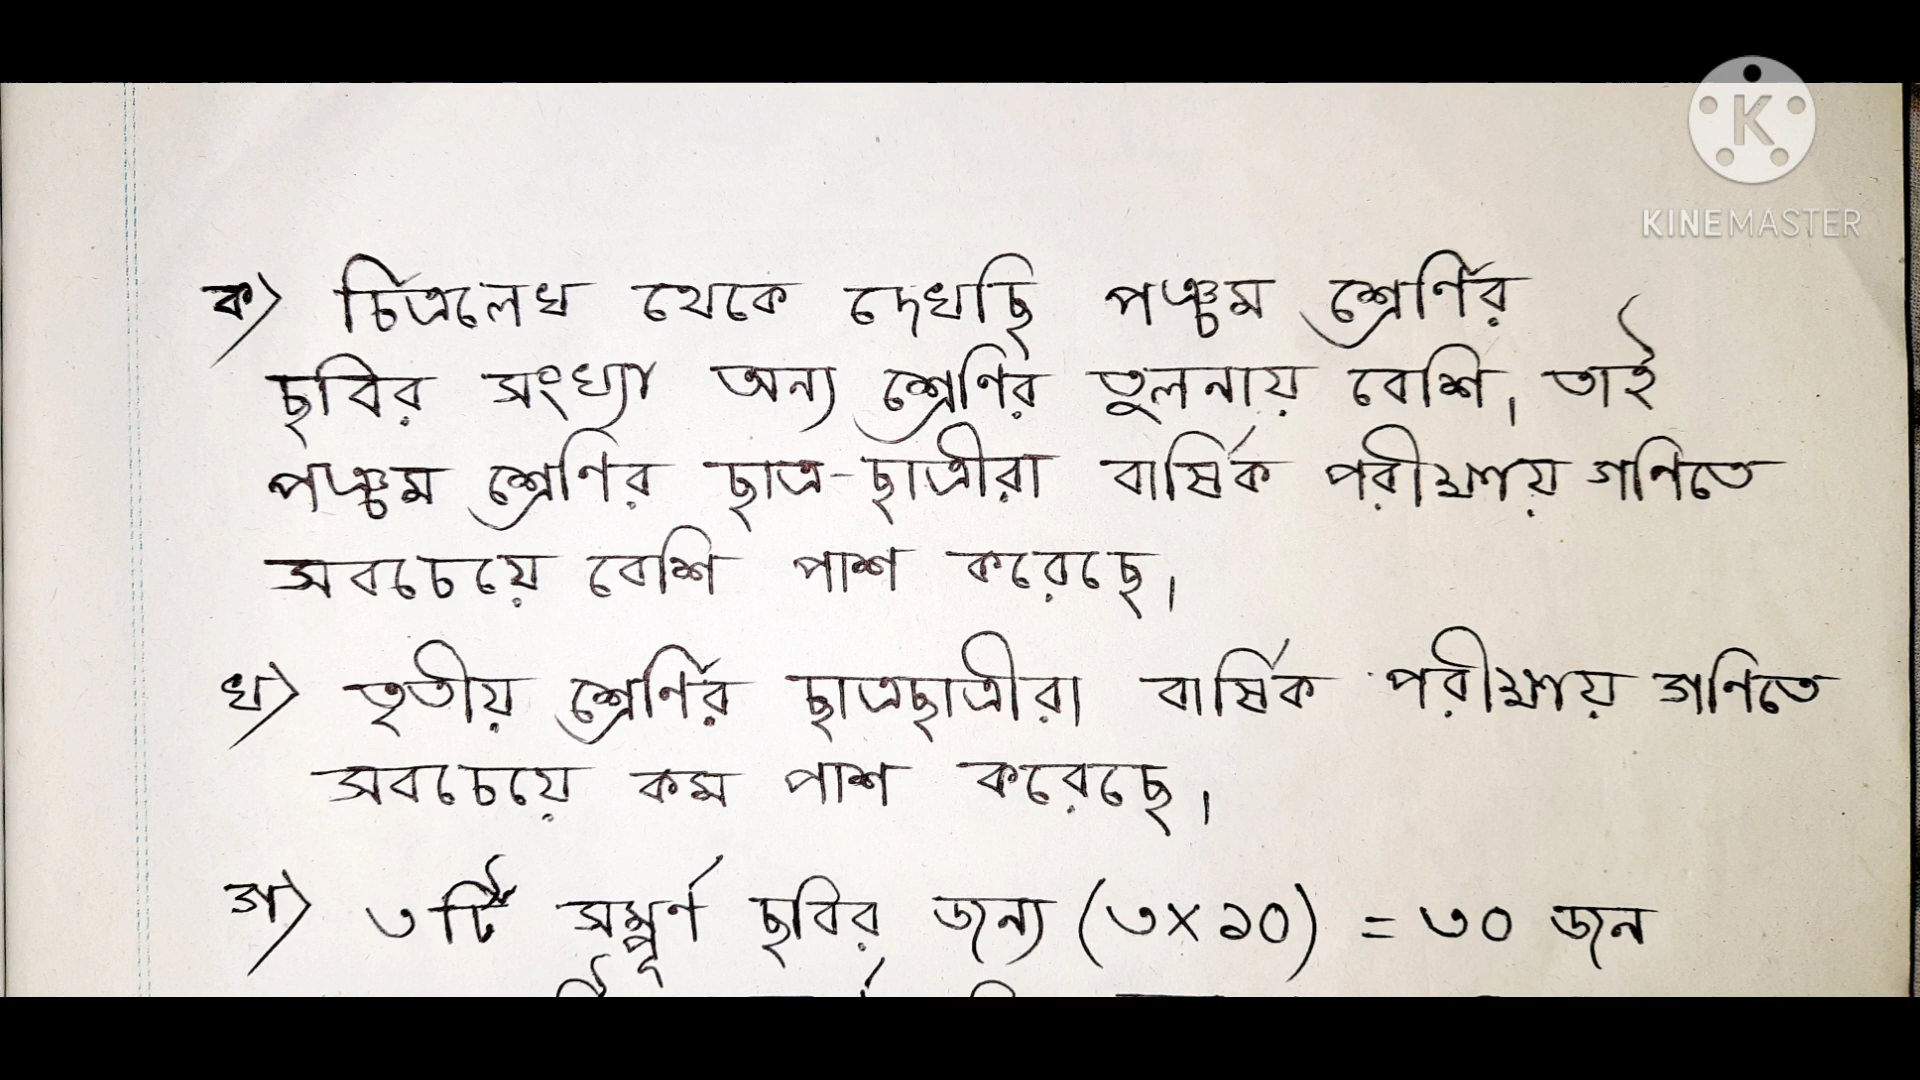 KINEMASTER
ক) চিত্রলেখ থেকে দেখছি পঞ্চম শ্রেণির
ছবির সংখ্যা অন্য শ্রেণির তুলনায় বেশি, তাই
পঞ্চম শ্রেণির ছাত্র-ছাত্রীরা বার্ষিক পরীক্ষায় গণিতে
সবচেয়ে বেশি পাশ করেছে।
খ) তৃতীয় শ্রেণির ছাত্রছাত্রীরা বার্ষিক পরীক্ষায় গণিতে
সবচেয়ে কম পাশ করেছে।
গ) ৩টি সম্পূর্ণ ছবির জন্য (৩×১০) = ৩০ জন